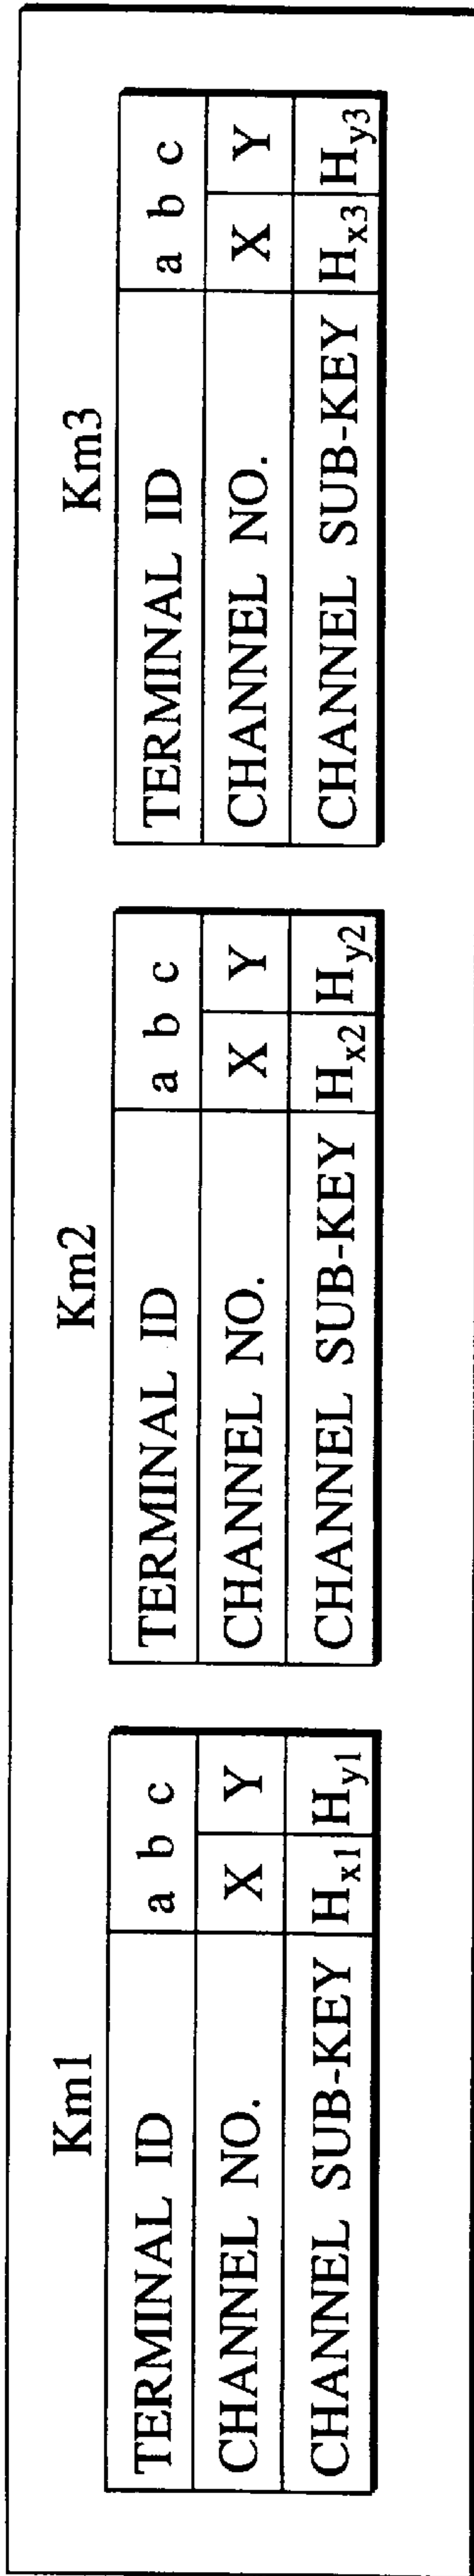 Km1
TERMINAL ID a b c
CHANNEL NO. X Y
CHANNEL SUB-KEY Hx1 Hy1
Km2
TERMINAL ID a b c
CHANNEL NO. X Y
CHANNEL SUB-KEY Hx2 Hy2
Km3
TERMINAL ID a b c
CHANNEL NO. X Y
CHANNEL SUB-KEY Hx3 Hy3